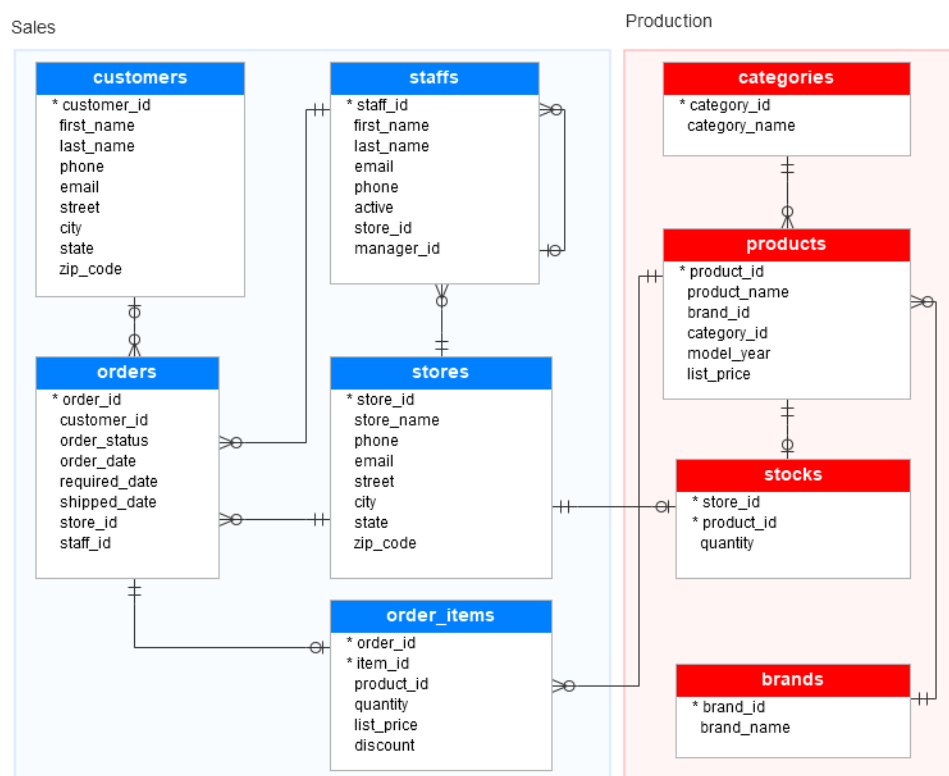 Sales
Production
customers
* customer_id
first_name
last_name
phone
email
street
city
state
zip_code
staffs
* staff_id
first_name
last_name
email
phone
active
store_id
manager_id
categories
* category_id
category_name
products
* product_id
product_name
brand_id
category_id
model_year
list_price
orders
* order_id
customer_id
order_status
order_date
required_date
shipped_date
store_id
staff_id
stores
* store_id
store_name
phone
email
street
city
state
zip_code
stocks
* store_id
* product_id
quantity
order_items
* order_id
* item_id
product_id
quantity
list_price
discount
brands
* brand_id
brand_name